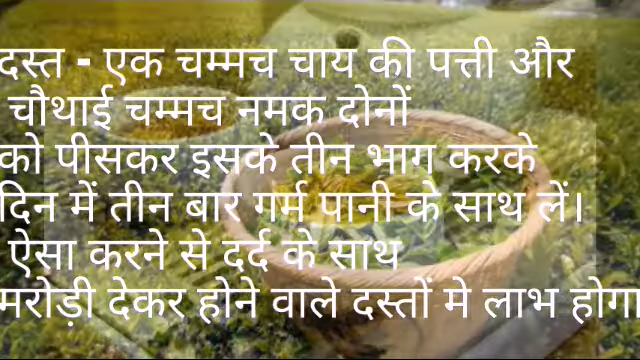 दस्त - एक चम्मच चाय की पत्ती और
चौथाई चम्मच नमक दोनों
को पीसकर इसके तीन भाग करके
दिन में तीन बार गर्म पानी के साथ लें।
ऐसा करने से दर्द के साथ
मरोड़ी देकर होने वाले दस्तों मे लाभ होगा